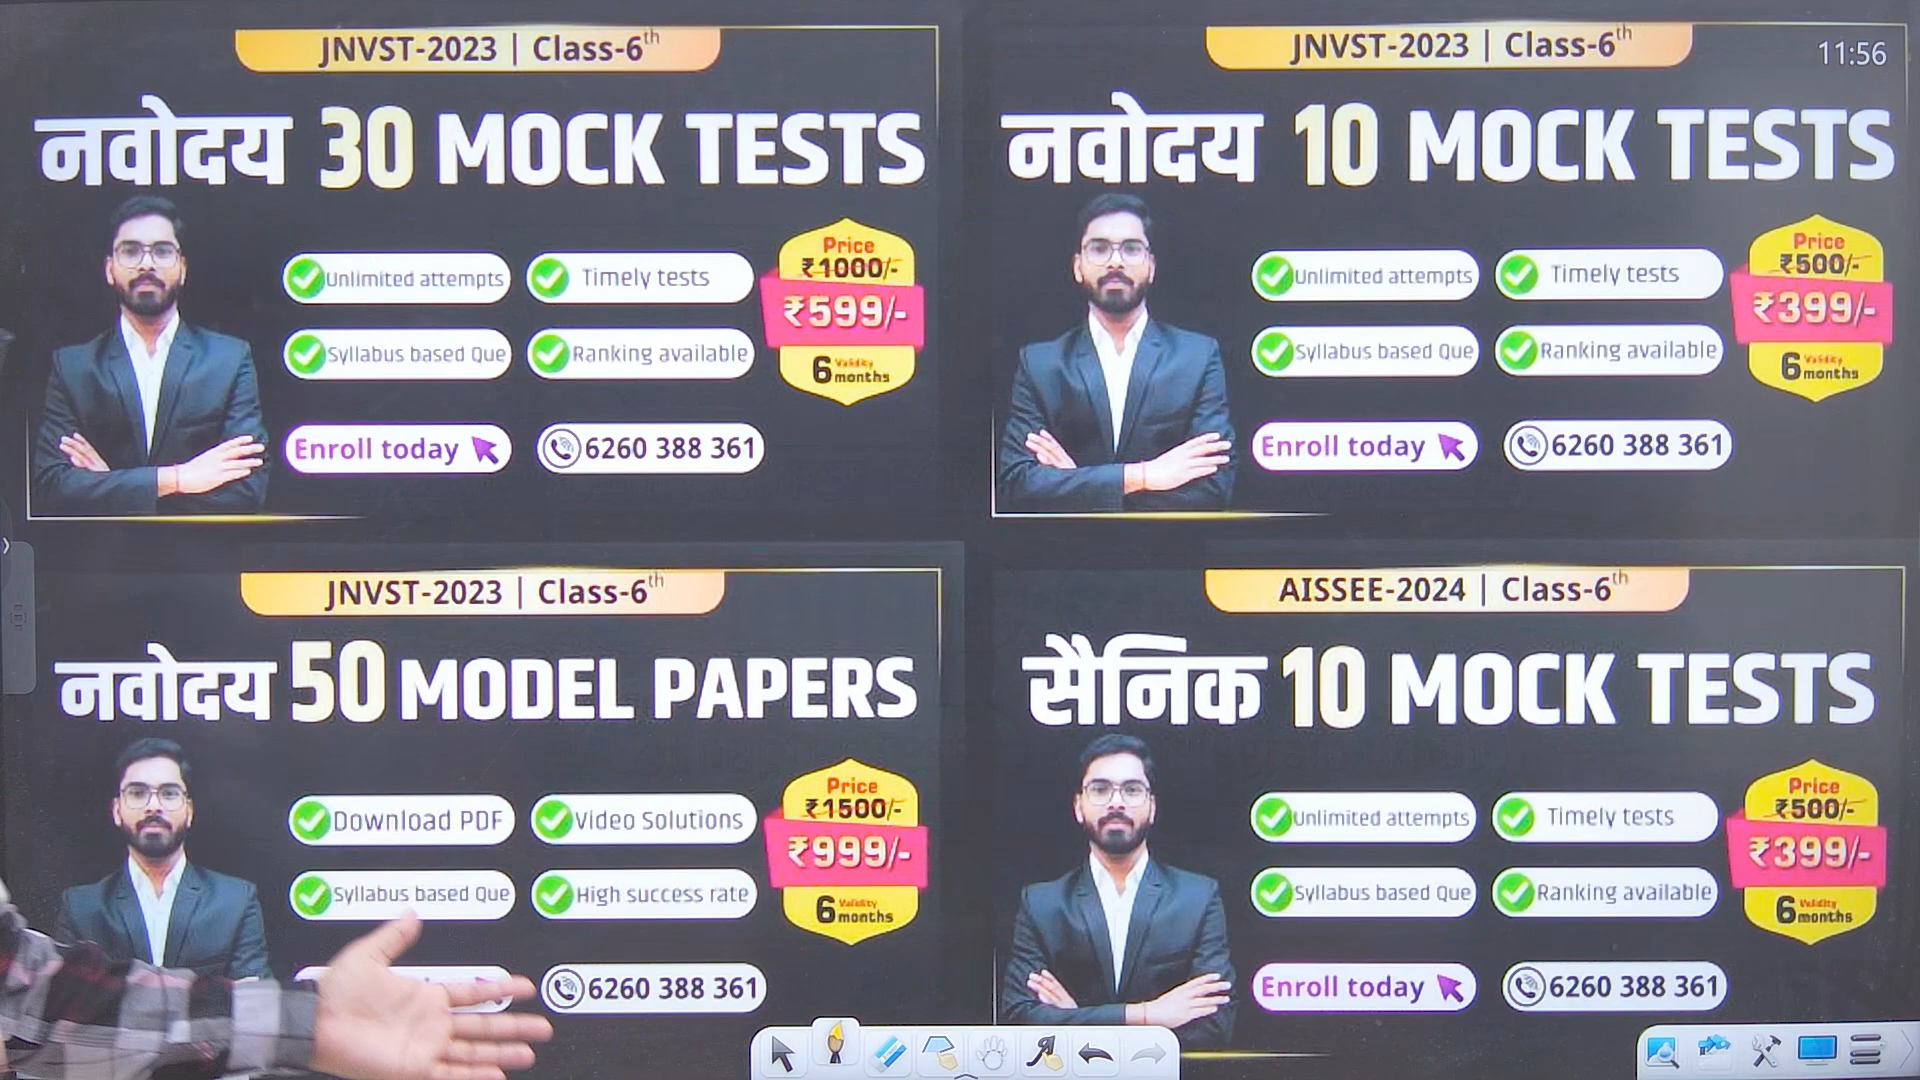 JNVST-2023 | Class-6th
नवोदय 30 MOCK TESTS
Unlimited attempts
Timely tests
Price
₹1000/-
₹599/-
Syllabus based Que
Ranking available
Validity
6 months
Enroll today
6260 388 361
JNVST-2023 | Class-6th
11:56
नवोदय 10 MOCK TESTS
Unlimited attempts
Timely tests
Price
₹500/-
₹399/-
Syllabus based Que
Ranking available
Validity
6 months
Enroll today
6260 388 361
JNVST-2023 | Class-6th
नवोदय 50 MODEL PAPERS
Download PDF
Video Solutions
Price
₹1500/-
₹999/-
Syllabus based Que
High success rate
Validity
6 months
6260 388 361
AISSEE-2024 | Class-6th
सैनिक 10 MOCK TESTS
Unlimited attempts
Timely tests
Price
₹500/-
₹399/-
Syllabus based Que
Ranking available
Validity
6 months
Enroll today
6260 388 361